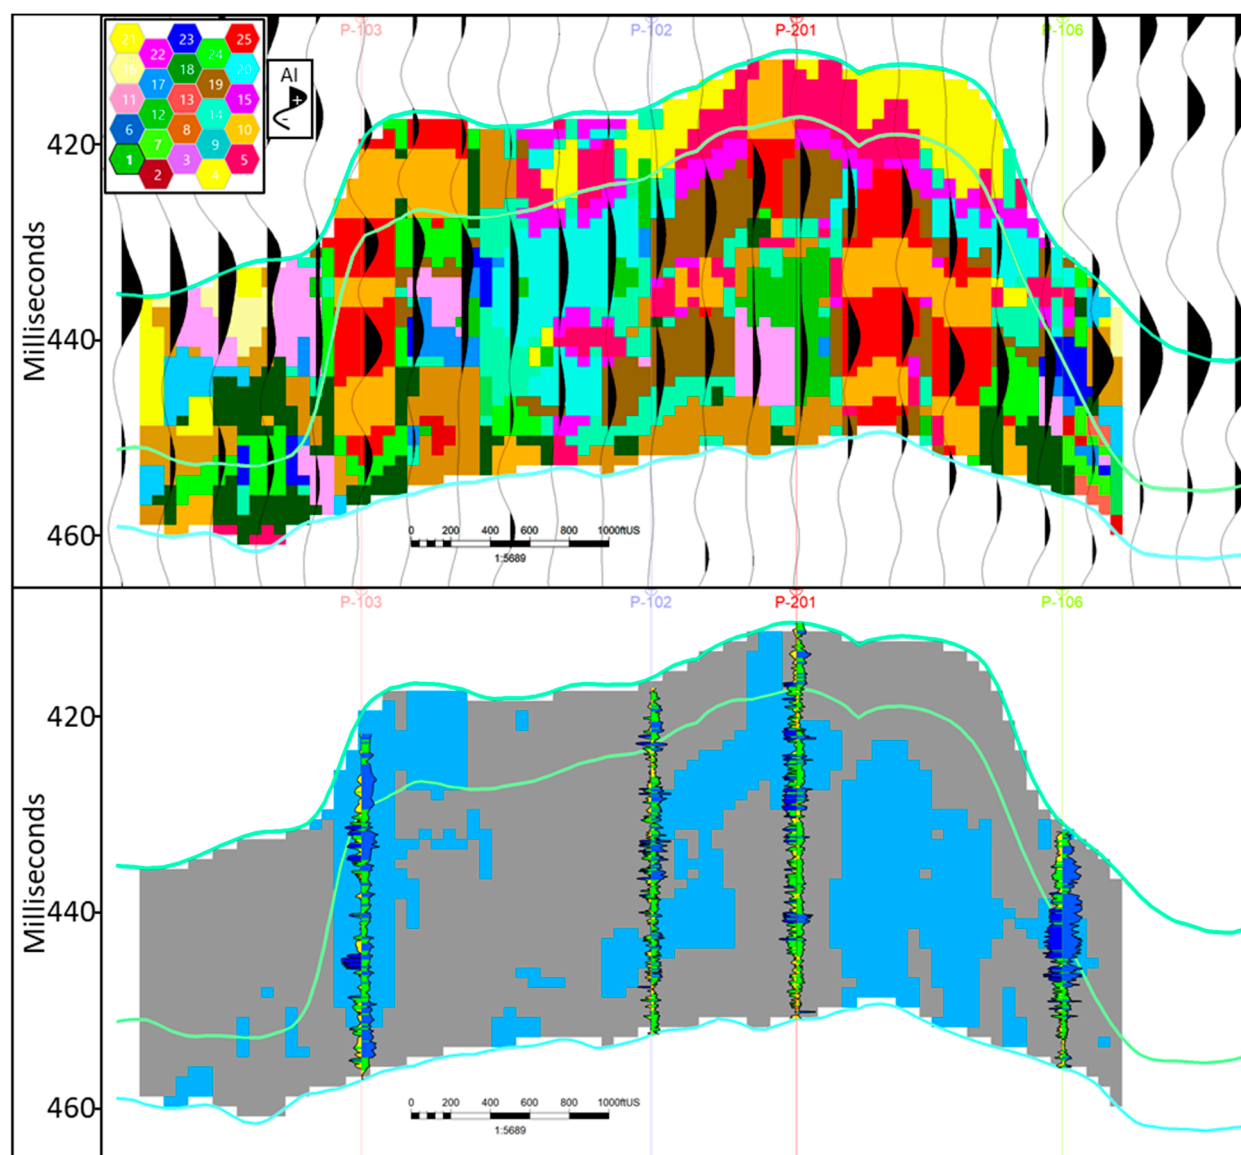 P-103 P-102 P-201 P-106
21 22 23 24 25
16 17 18 19 20
11 12 13 14 15
6 7 8 9 10
1 2 3 4 5
AI
+
-
Milliseconds
420
440
460
0 200 400 600 800 1000ftUS
1:5689
P-103 P-102 P-201 P-106
Milliseconds
420
440
460
0 200 400 600 800 1000ftUS
1:5689